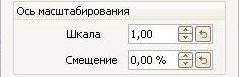 Ось масштабирования
Шкала 1,00
Смещение 0,00 %